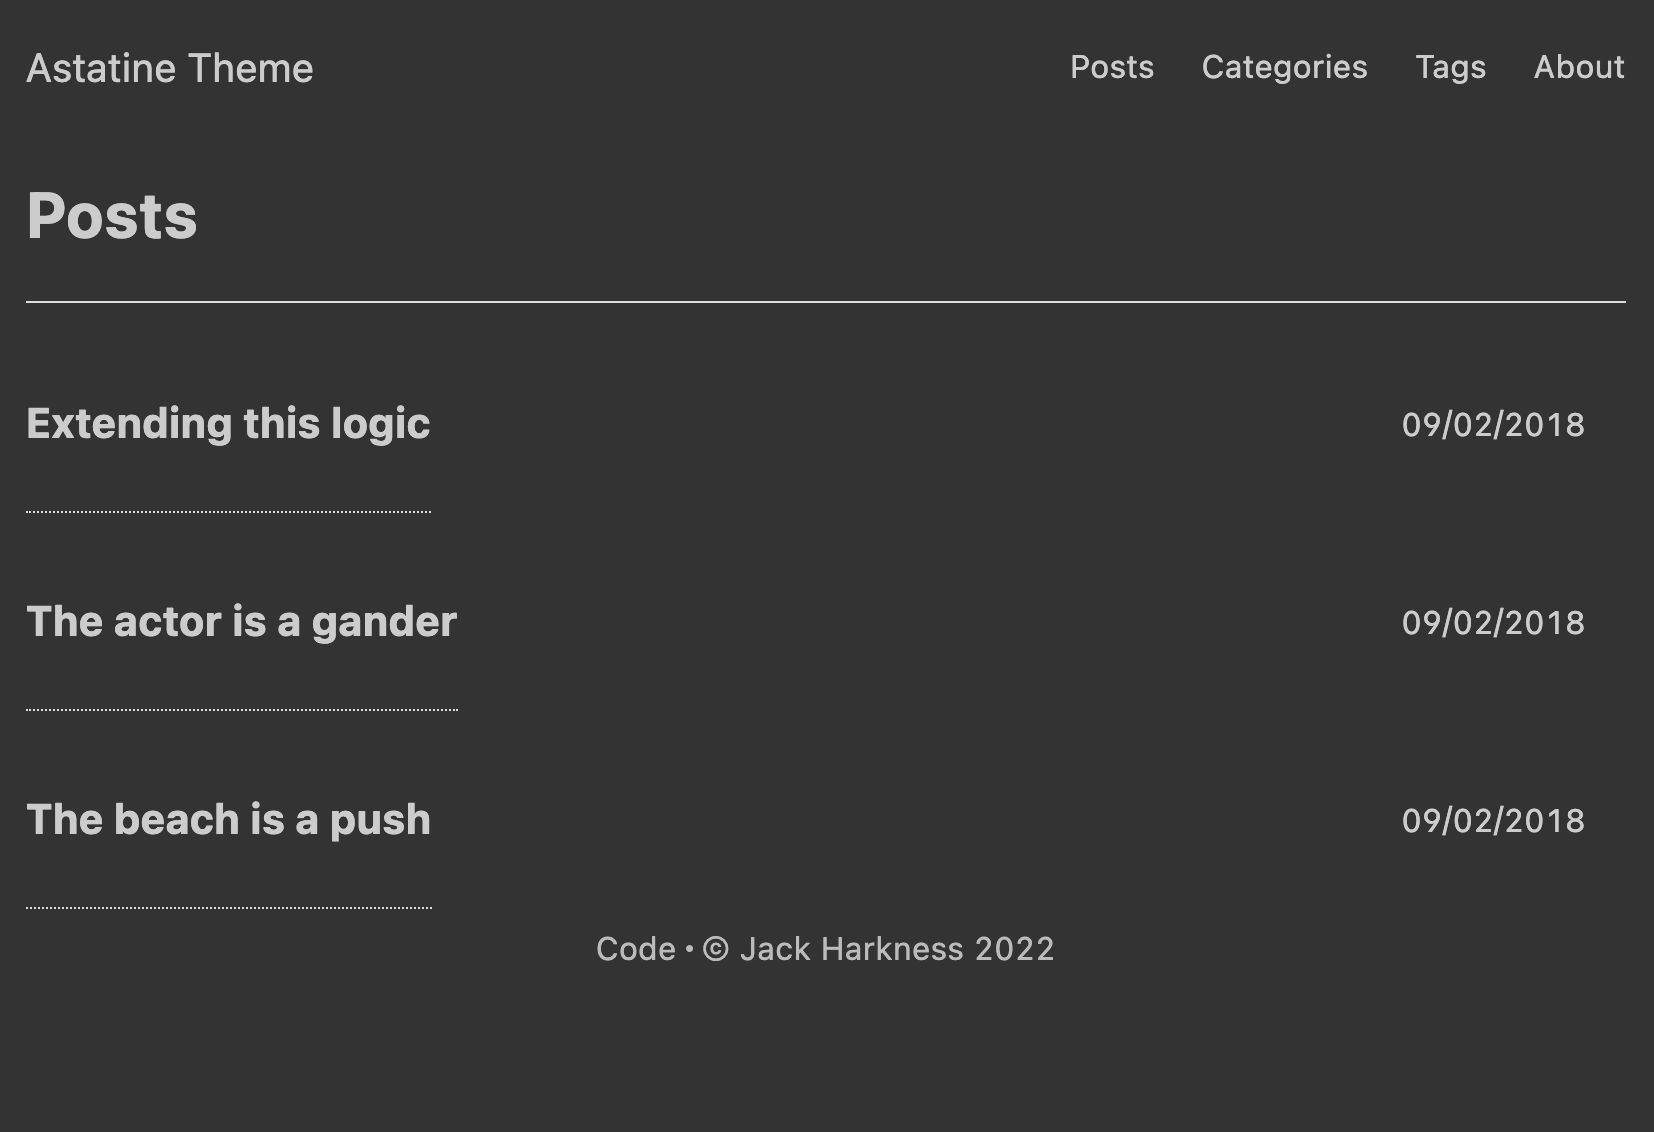 Astatine Theme
Posts Categories Tags About
Posts
Extending this logic 09/02/2018
The actor is a gander 09/02/2018
The beach is a push 09/02/2018
Code • © Jack Harkness 2022